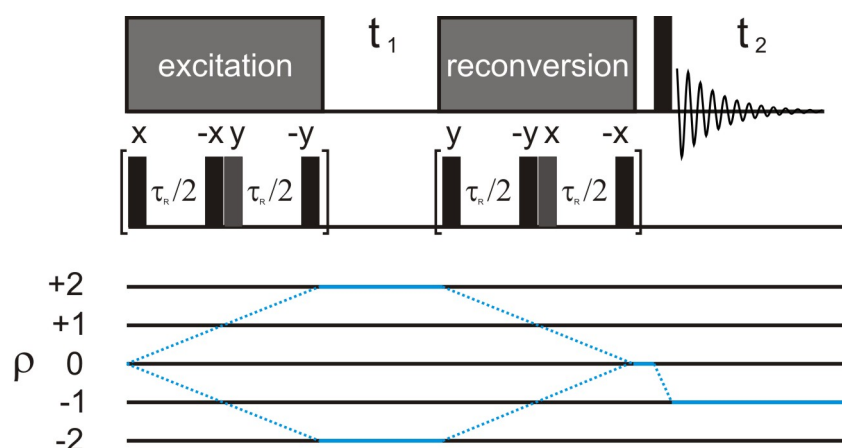 excitation t₁ reconversion t₂
x -x y -y y -y x -x
τR/2 τR/2 τR/2 τR/2
+2
+1
ρ 0
-1
-2